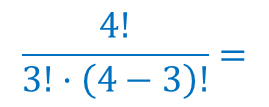 4!
3! · (4 − 3)! =